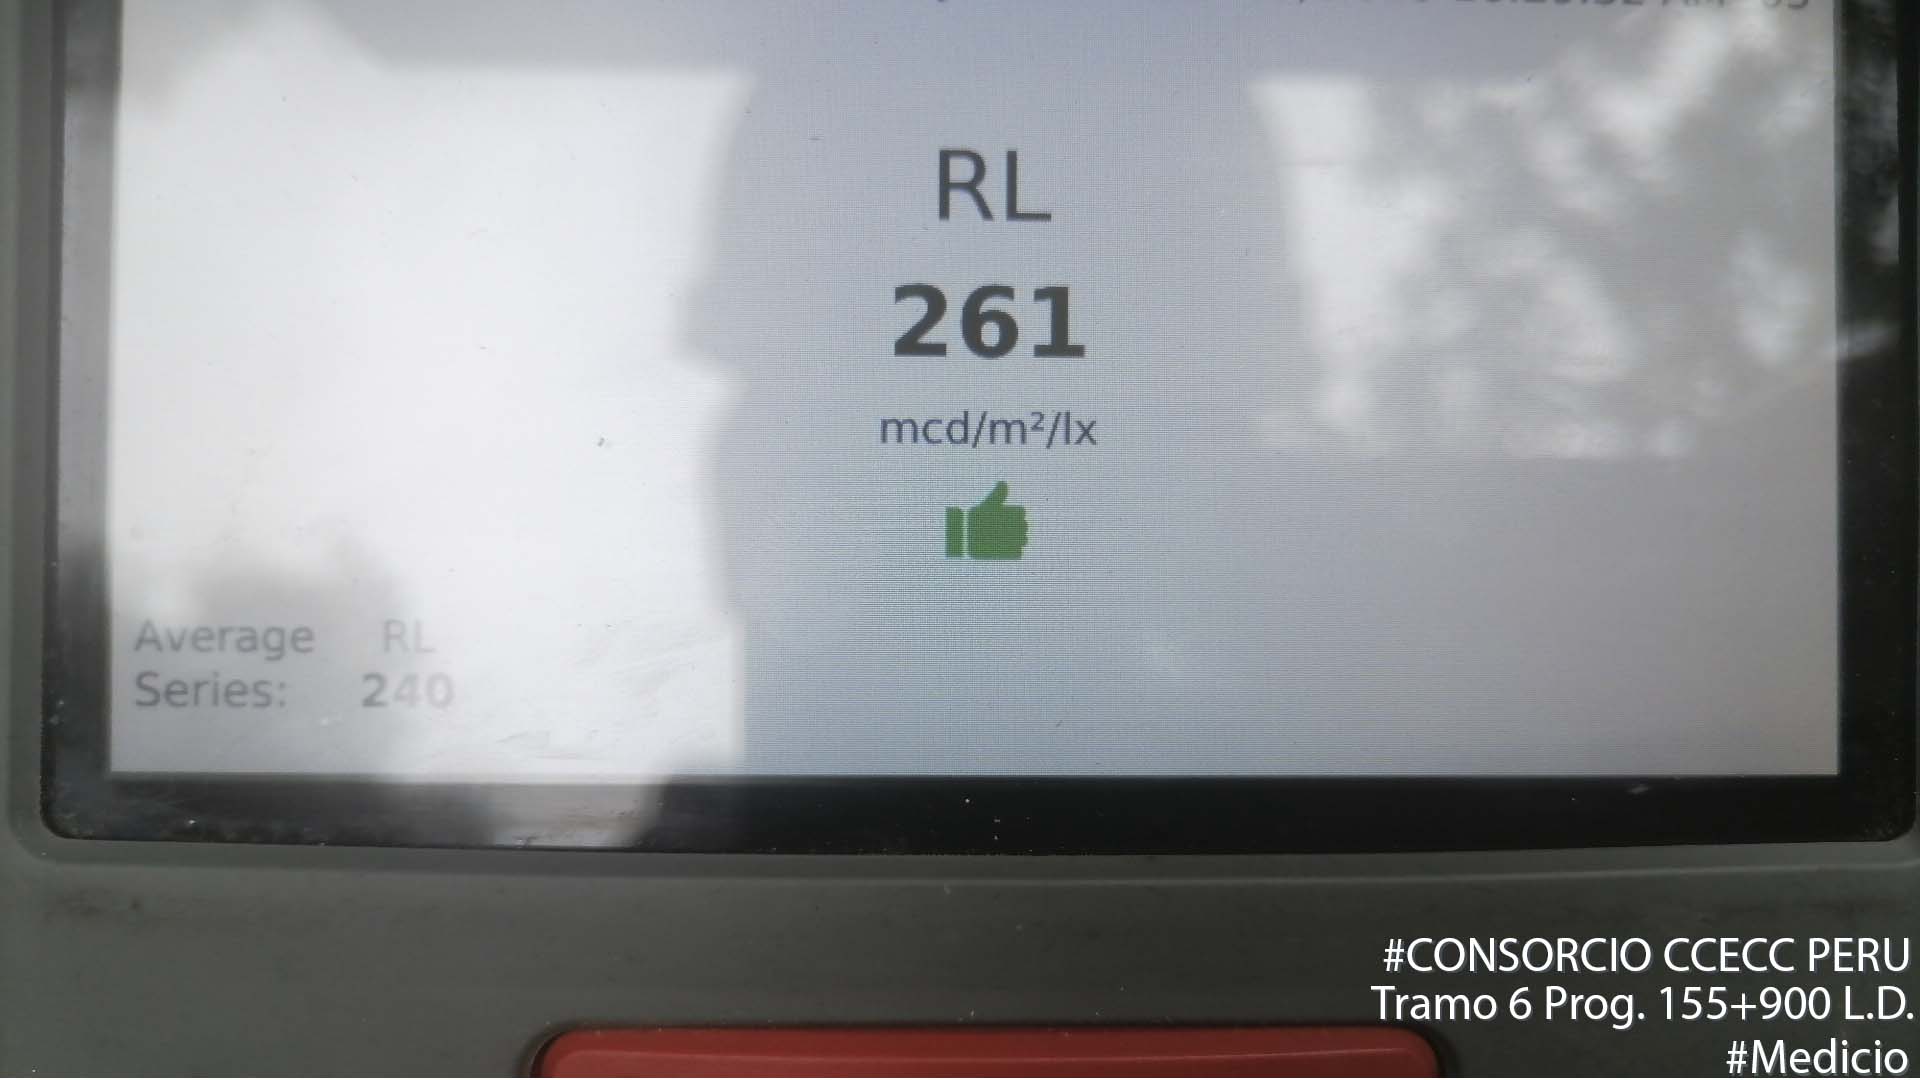 RL
261
mcd/m²/lx
Average RL
Series: 240
#CONSORCIO CCECC PERU
Tramo 6 Prog. 155+900 L.D.
#Medicio